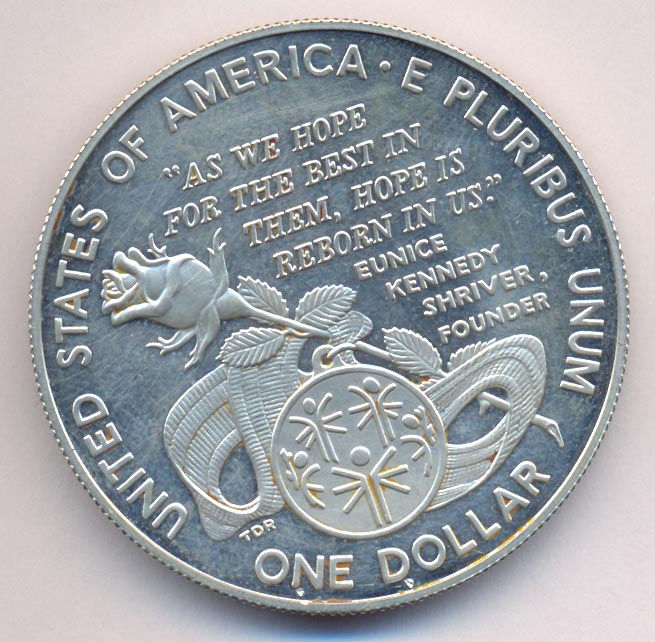 UNITED STATES OF AMERICA · E PLURIBUS UNUM
"AS WE HOPE
FOR THE BEST IN
THEM, HOPE IS
REBORN IN US."
EUNICE
KENNEDY
SHRIVER,
FOUNDER
TDR
ONE DOLLAR